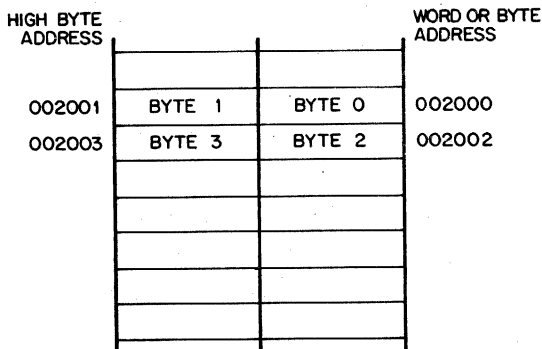 HIGH BYTE
ADDRESS
WORD OR BYTE
ADDRESS
002001 BYTE 1 BYTE 0 002000
002003 BYTE 3 BYTE 2 002002